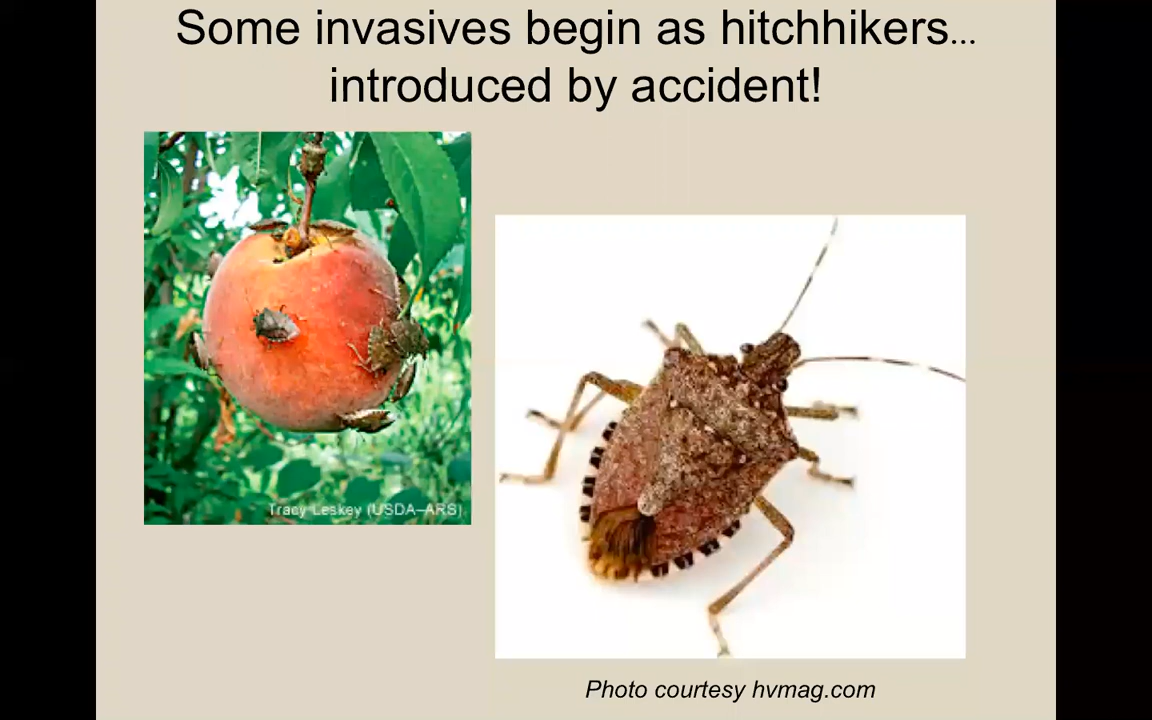 Some invasives begin as hitchhikers...
introduced by accident!
Tracy Leskey (USDA–ARS)
Photo courtesy hvmag.com